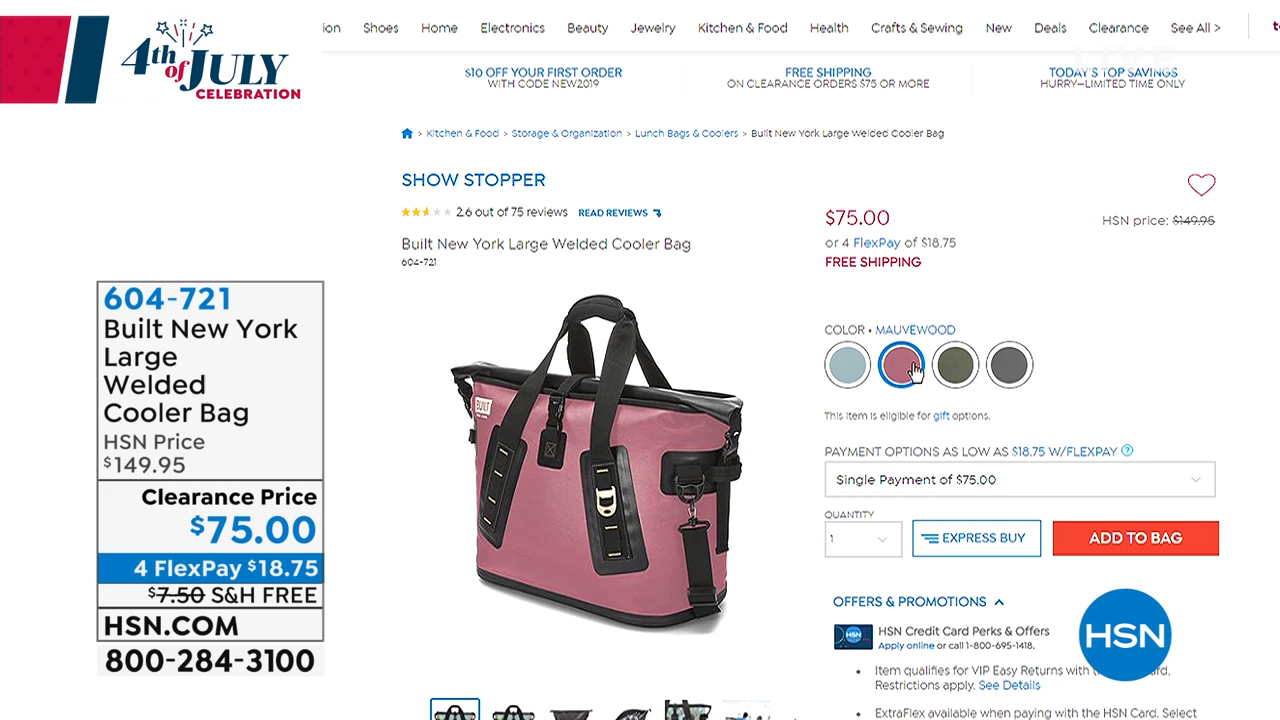 4th
of JULY
CELEBRATION
ion Shoes Home Electronics Beauty Jewelry Kitchen & Food Health Crafts & Sewing New Deals Clearance See All >
$10 OFF YOUR FIRST ORDER
WITH CODE NEW2019
FREE SHIPPING
ON CLEARANCE ORDERS $75 OR MORE
TODAY'S TOP SAVINGS
HURRY—LIMITED TIME ONLY
LIVE
> Kitchen & Food > Storage & Organization > Lunch Bags & Coolers > Built New York Large Welded Cooler Bag
SHOW STOPPER
2.6 out of 75 reviews READ REVIEWS
Built New York Large Welded Cooler Bag
604-721
$75.00
HSN price: $149.95
or 4 FlexPay of $18.75
FREE SHIPPING
COLOR • MAUVEWOOD
This item is eligible for gift options.
PAYMENT OPTIONS AS LOW AS $18.75 W/FLEXPAY ?
Single Payment of $75.00
QUANTITY
1
EXPRESS BUY
ADD TO BAG
OFFERS & PROMOTIONS
HSN
HSN Credit Card Perks & Offers
Apply online or call 1-800-695-1418.
• Item qualifies for VIP Easy Returns with
Restrictions apply. See Details
• ExtraFlex available when paying with the HSN Card. Select
HSN
BUILT
604-721
Built New York
Large
Welded
Cooler Bag
HSN Price
$149.95
Clearance Price
$75.00
4 FlexPay $18.75
$7.50 S&H FREE
HSN.COM
800-284-3100